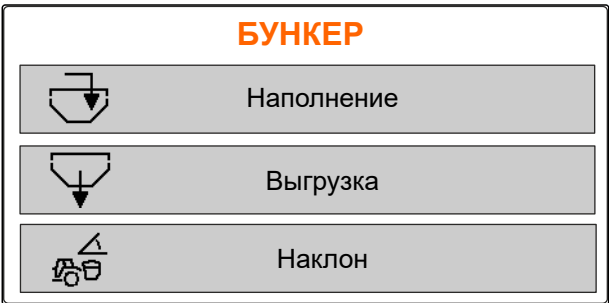 БУНКЕР
Наполнение
Выгрузка
Наклон